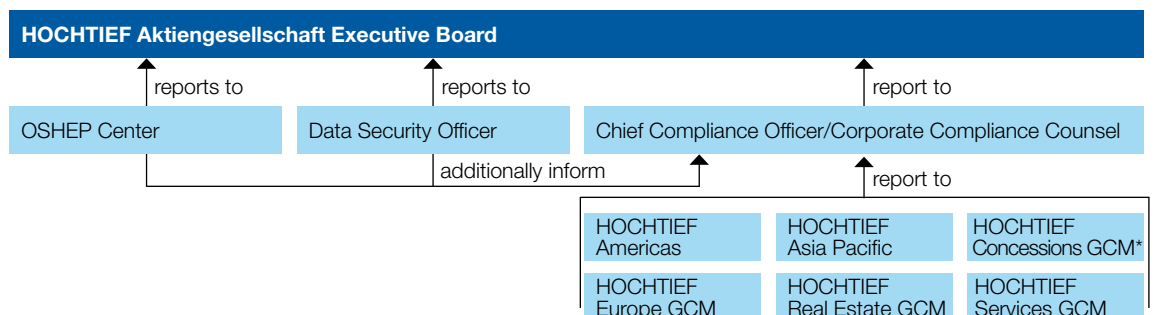 HOCHTIEF Aktiengesellschaft Executive Board
reports to
reports to
report to
OSHEP Center
Data Security Officer
Chief Compliance Officer/Corporate Compliance Counsel
additionally inform
report to
HOCHTIEF
Americas
HOCHTIEF
Asia Pacific
HOCHTIEF
Concessions GCM*
HOCHTIEF
Europe GCM
HOCHTIEF
Real Estate GCM
HOCHTIEF
Services GCM